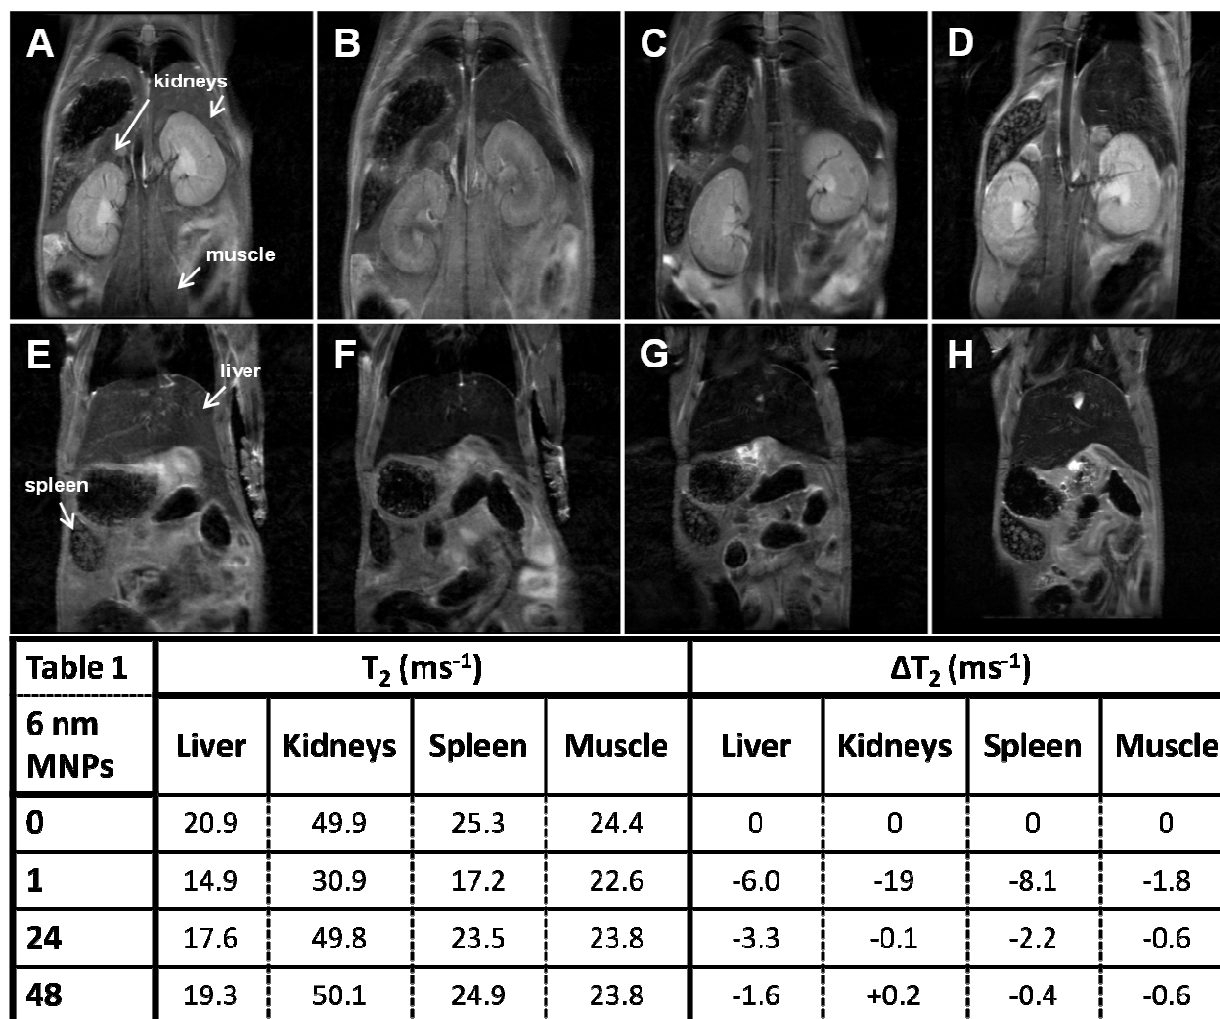 A B C D
kidneys
muscle
E F G H
liver
spleen
Table 1 T₂ (ms⁻¹) ΔT₂ (ms⁻¹)
6 nm MNPs Liver Kidneys Spleen Muscle Liver Kidneys Spleen Muscle
0 20.9 49.9 25.3 24.4 0 0 0 0
1 14.9 30.9 17.2 22.6 -6.0 -19 -8.1 -1.8
24 17.6 49.8 23.5 23.8 -3.3 -0.1 -2.2 -0.6
48 19.3 50.1 24.9 23.8 -1.6 +0.2 -0.4 -0.6